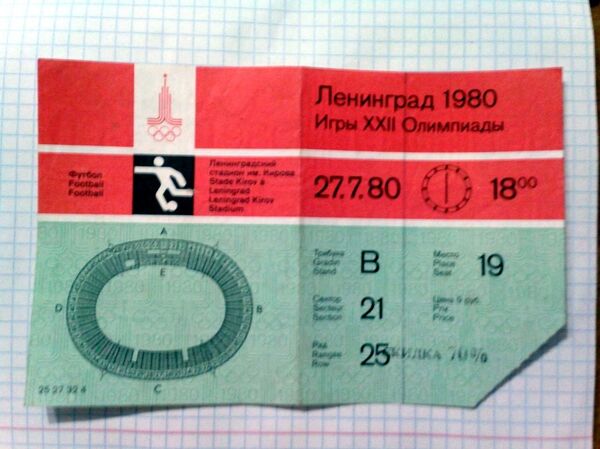 Ленинград 1980
Игры XXII Олимпиады
Футбол
Football
Football
Ленинградский
стадион им. Кирова
Stade Kirov à
Leningrad
Leningrad Kirov
Stadium
27.7.80
18⁰⁰
A
E
D
B
C
Трибуна
Gradin
Stand
B
Место
Place
Seat
19
Сектор
Secteur
Section
21
Цена 5 руб.
Prix
Price
Ряд
Rangée
Row
25
СКИДКА 70%
25 27 32 4